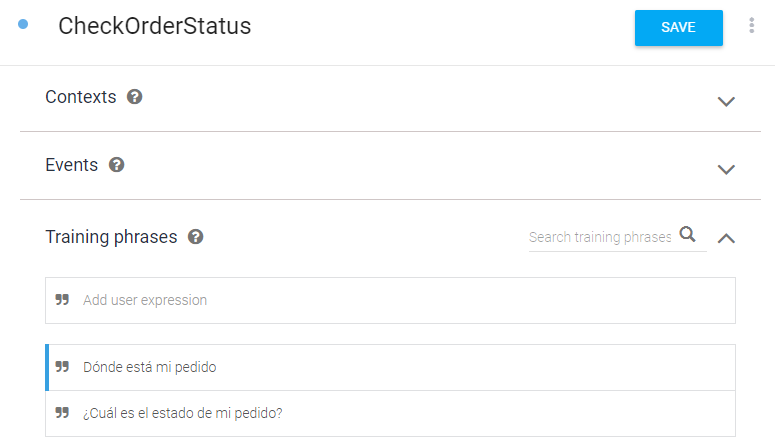 CheckOrderStatus
SAVE
Contexts
Events
Training phrases
Search training phrases
Add user expression
Dónde está mi pedido
¿Cuál es el estado de mi pedido?